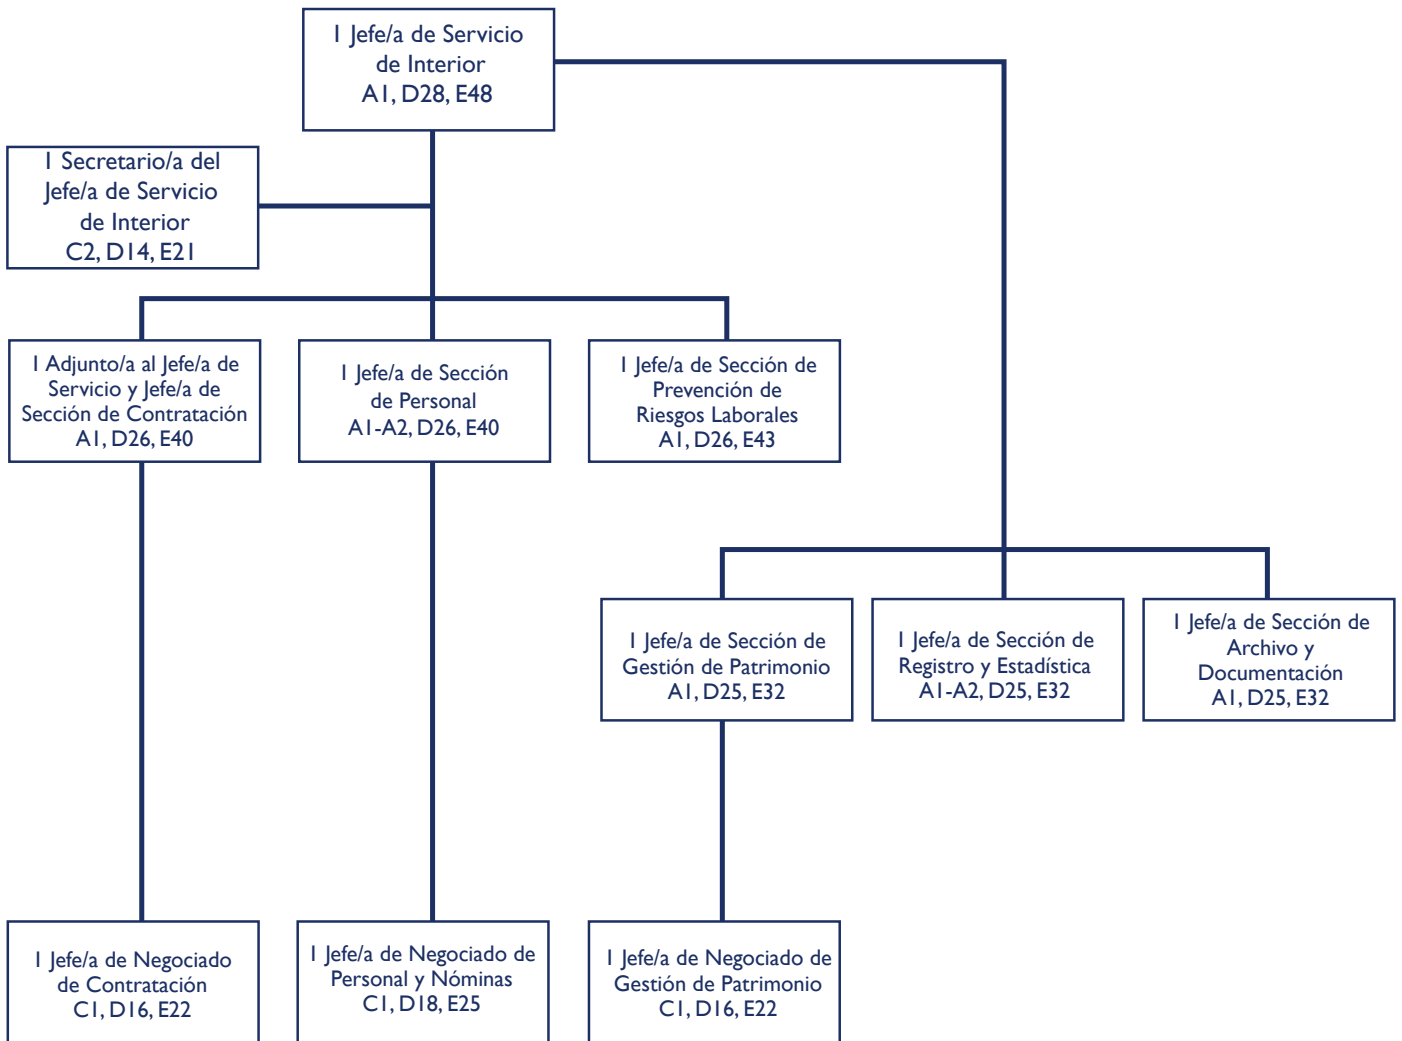 1 Jefe/a de Servicio
de Interior
A1, D28, E48
1 Secretario/a del
Jefe/a de Servicio
de Interior
C2, D14, E21
1 Adjunto/a al Jefe/a de
Servicio y Jefe/a de
Sección de Contratación
A1, D26, E40
1 Jefe/a de Sección
de Personal
A1-A2, D26, E40
1 Jefe/a de Sección de
Prevención de
Riesgos Laborales
A1, D26, E43
1 Jefe/a de Sección de
Gestión de Patrimonio
A1, D25, E32
1 Jefe/a de Sección de
Registro y Estadística
A1-A2, D25, E32
1 Jefe/a de Sección de
Archivo y
Documentación
A1, D25, E32
1 Jefe/a de Negociado
de Contratación
C1, D16, E22
1 Jefe/a de Negociado de
Personal y Nóminas
C1, D18, E25
1 Jefe/a de Negociado de
Gestión de Patrimonio
C1, D16, E22